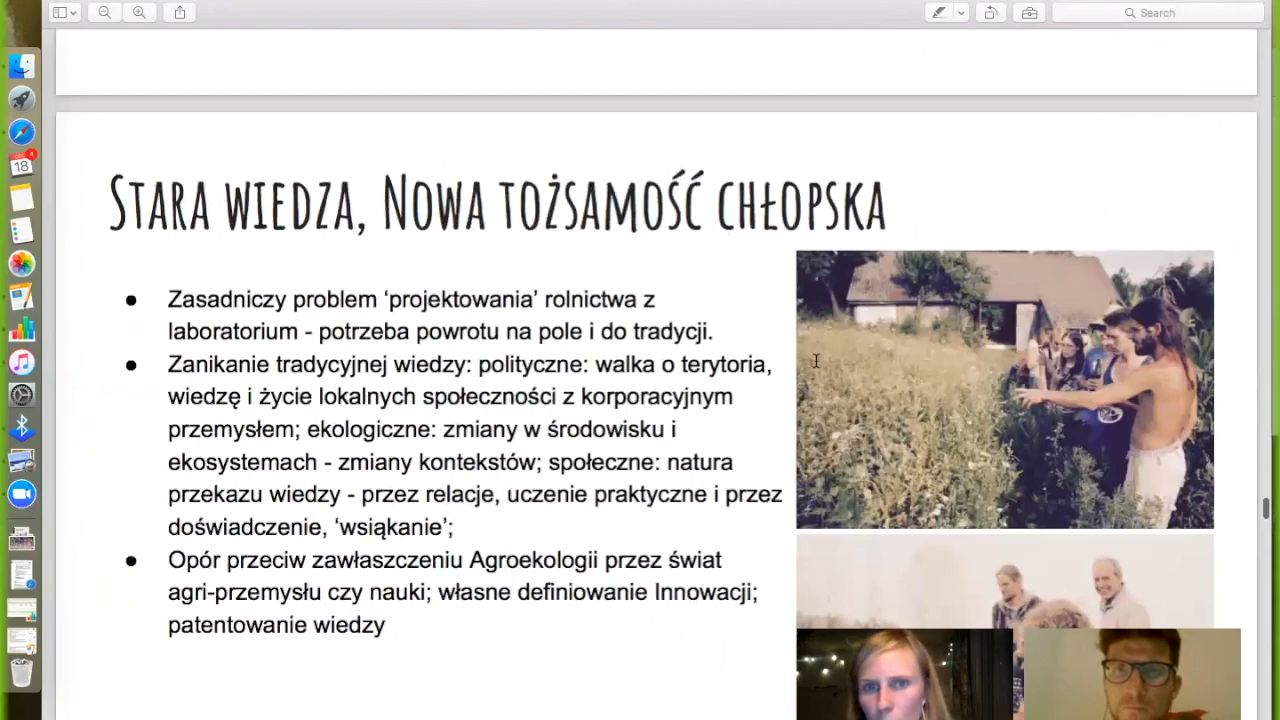 Search
18
4
Stara wiedza, Nowa tożsamość chłopska
● Zasadniczy problem ‘projektowania’ rolnictwa z
laboratorium - potrzeba powrotu na pole i do tradycji.
● Zanikanie tradycyjnej wiedzy: polityczne: walka o terytoria,
wiedzę i życie lokalnych społeczności z korporacyjnym
przemysłem; ekologiczne: zmiany w środowisku i
ekosystemach - zmiany kontekstów; społeczne: natura
przekazu wiedzy - przez relacje, uczenie praktyczne i przez
doświadczenie, ‘wsiąkanie’;
● Opór przeciw zawłaszczeniu Agroekologii przez świat
agri-przemysłu czy nauki; własne definiowanie Innowacji;
patentowanie wiedzy